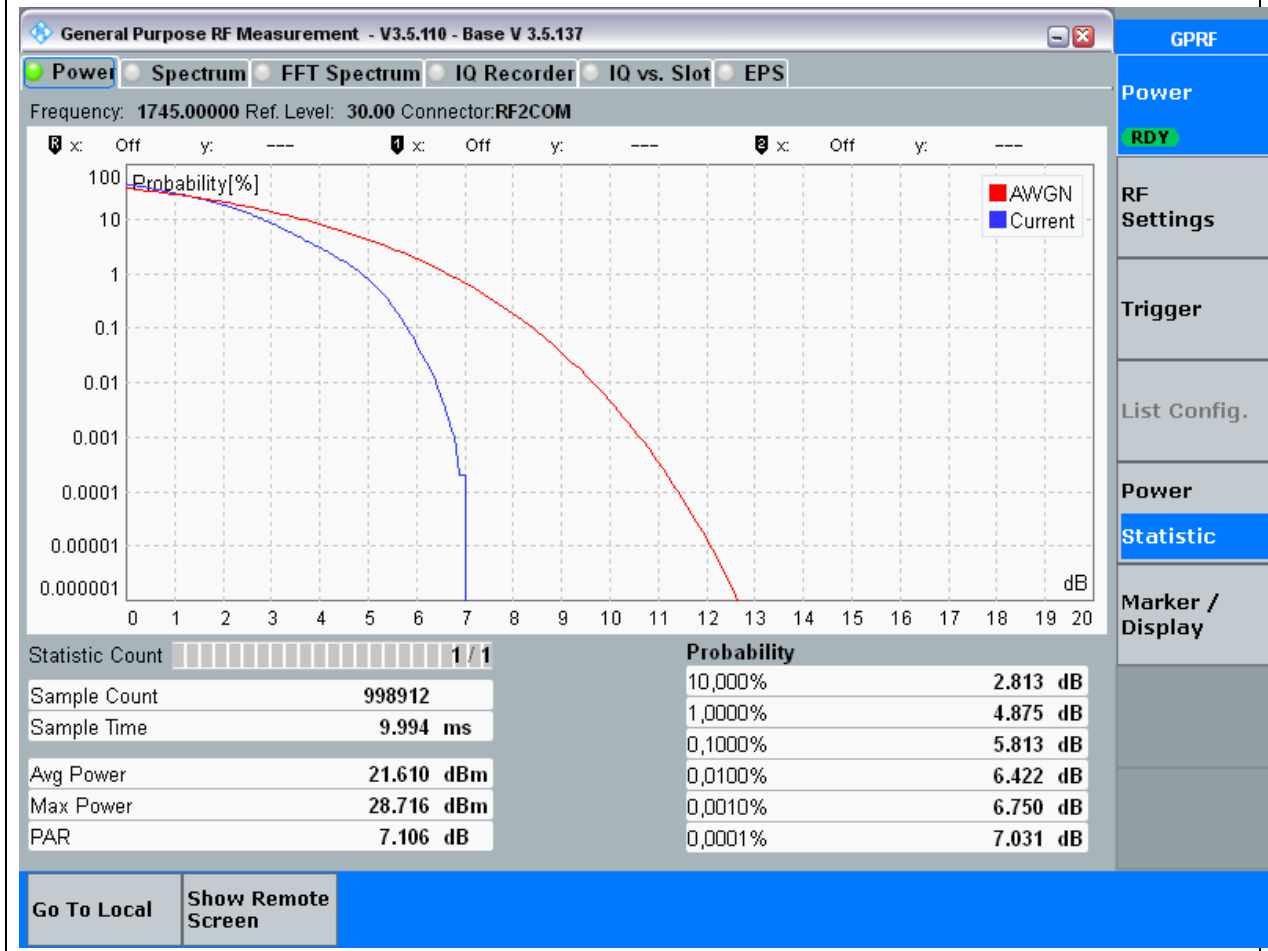 General Purpose RF Measurement - V3.5.110 - Base V 3.5.137
GPRF
Power Spectrum FFT Spectrum IQ Recorder IQ vs. Slot EPS
Frequency: 1745.00000 Ref. Level: 30.00 Connector:RF2COM
R x: Off y: --- 1 x: Off y: --- 2 x: Off y: ---
Probability[%]
AWGN
Current
100
10
1
0.1
0.01
0.001
0.0001
0.00001
0.000001
dB
0 1 2 3 4 5 6 7 8 9 10 11 12 13 14 15 16 17 18 19 20
Statistic Count 1 / 1
Sample Count 998912
Sample Time 9.994 ms
Avg Power 21.610 dBm
Max Power 28.716 dBm
PAR 7.106 dB
Probability
10,000% 2.813 dB
1,0000% 4.875 dB
0,1000% 5.813 dB
0,0100% 6.422 dB
0,0010% 6.750 dB
0,0001% 7.031 dB
Power
RDY
RF
Settings
Trigger
List Config.
Power
Statistic
Marker /
Display
Go To Local
Show Remote
Screen